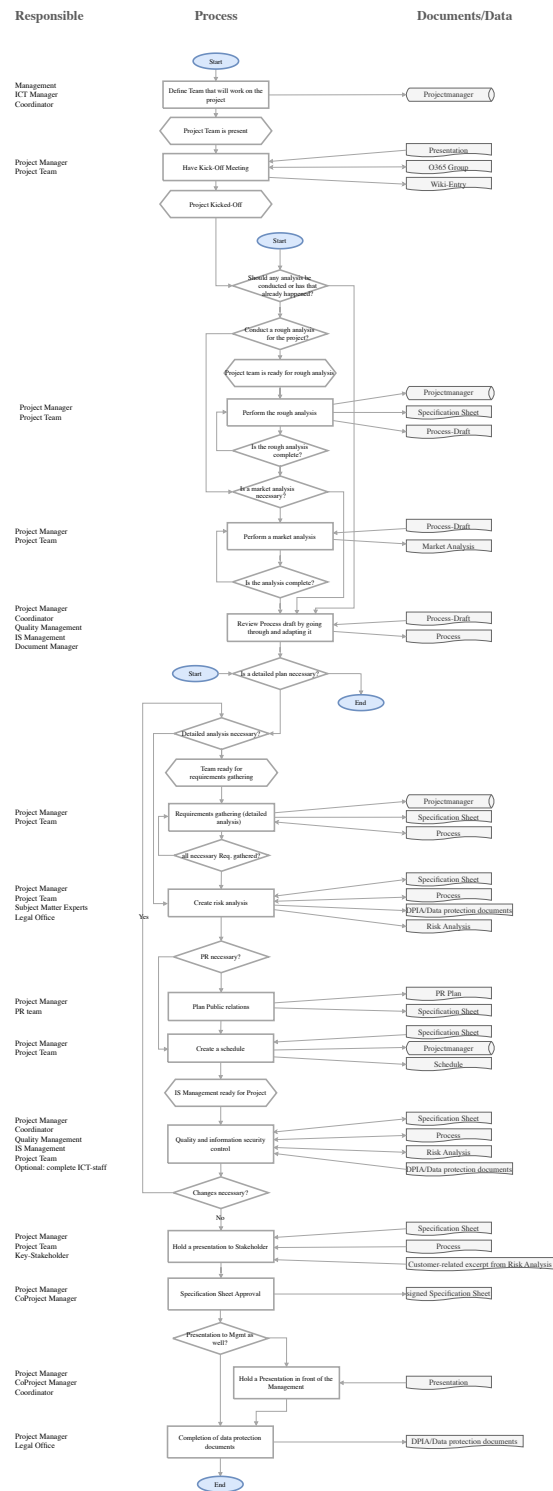 Responsible
Process
Documents/Data
Start
Management
ICT Manager
Coordinator
Define Team that will work on the
project
Projectmanager
Project Team is present
Project Manager
Project Team
Have Kick-Off Meeting
Presentation
O365 Group
Wiki-Entry
Project Kicked-Off
Start
Should any analysis be
conducted or has that
already happened?
Conduct a rough analysis
for the project?
Project team is ready for rough analysis
Project Manager
Project Team
Perform the rough analysis
Projectmanager
Specification Sheet
Process-Draft
Is the rough analysis
complete?
Is a market analysis
necessary?
Project Manager
Project Team
Perform a market analysis
Process-Draft
Market Analysis
Is the analysis complete?
Project Manager
Coordinator
Quality Management
IS Management
Document Manager
Review Process draft by going
through and adapting it
Process-Draft
Process
Start
Is a detailed plan necessary?
End
Detailed analysis necessary?
Team ready for
requirements gathering
Project Manager
Project Team
Requirements gathering (detailed
analysis)
Projectmanager
Specification Sheet
Process
all necessary Req. gathered?
Project Manager
Project Team
Subject Matter Experts
Legal Office
Yes
Create risk analysis
Specification Sheet
Process
DPIA/Data protection documents
Risk Analysis
PR necessary?
Project Manager
PR team
Plan Public relations
PR Plan
Specification Sheet
Project Manager
Project Team
Create a schedule
Specification Sheet
Projectmanager
Schedule
IS Management ready for Project
Project Manager
Coordinator
Quality Management
IS Management
Project Team
Optional: complete ICT-staff
Quality and information security
control
Specification Sheet
Process
Risk Analysis
DPIA/Data protection documents
Changes necessary?
No
Project Manager
Project Team
Key-Stakeholder
Hold a presentation to Stakeholder
Specification Sheet
Process
Customer-related excerpt from Risk Analysis
Project Manager
CoProject Manager
Specification Sheet Approval
signed Specification Sheet
Presentation to Mgmt as
well?
Project Manager
CoProject Manager
Coordinator
Hold a Presentation in front of the
Management
Presentation
Project Manager
Legal Office
Completion of data protection
documents
DPIA/Data protection documents
End